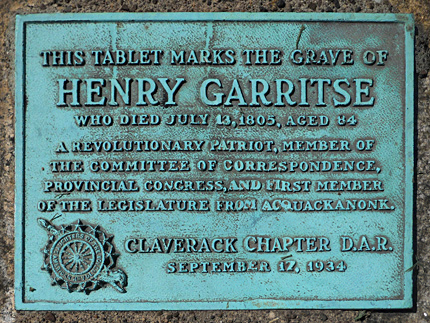 THIS TABLET MARKS THE GRAVE OF
HENRY GARRITSE
WHO DIED JULY 13, 1805, AGED 84
A REVOLUTIONARY PATRIOT, MEMBER OF
THE COMMITTEE OF CORRESPONDENCE,
PROVINCIAL CONGRESS, AND FIRST MEMBER
OF THE LEGISLATURE FROM ACQUACKANONK.
CLAVERACK CHAPTER D.A.R.
SEPTEMBER 17, 1934